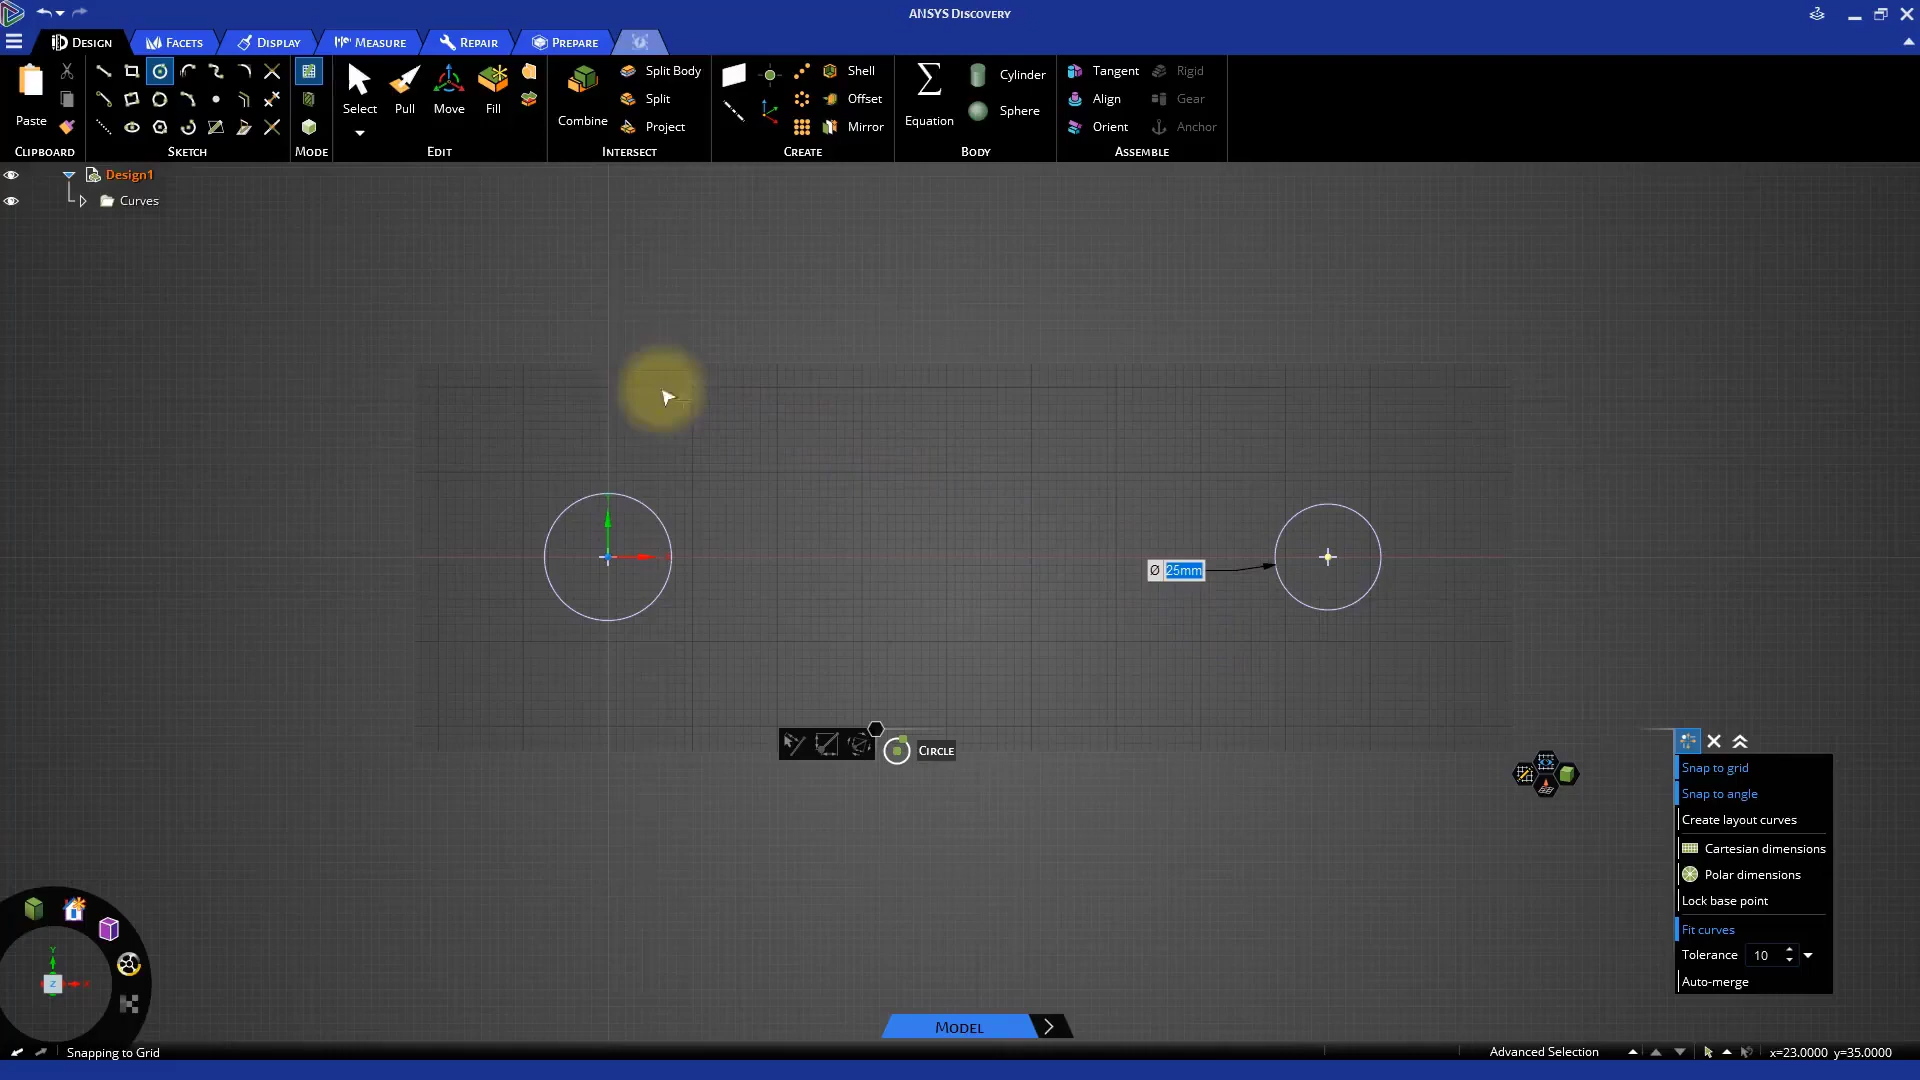 ANSYS Discovery
Design
Facets
Display
Measure
Repair
Prepare
Paste
Clipboard
Sketch
Mode
Select
Pull
Move
Fill
Edit
Combine
Split Body
Split
Project
Intersect
Shell
Offset
Mirror
Create
Equation
Cylinder
Sphere
Body
Tangent
Align
Orient
Rigid
Gear
Anchor
Assemble
Design1
Curves
Ø 25mm
Circle
Snap to grid
Snap to angle
Create layout curves
Cartesian dimensions
Polar dimensions
Lock base point
Fit curves
Tolerance 10
Auto-merge
Y
Z
X
Model
Snapping to Grid
Advanced Selection
x=23.0000 y=35.0000